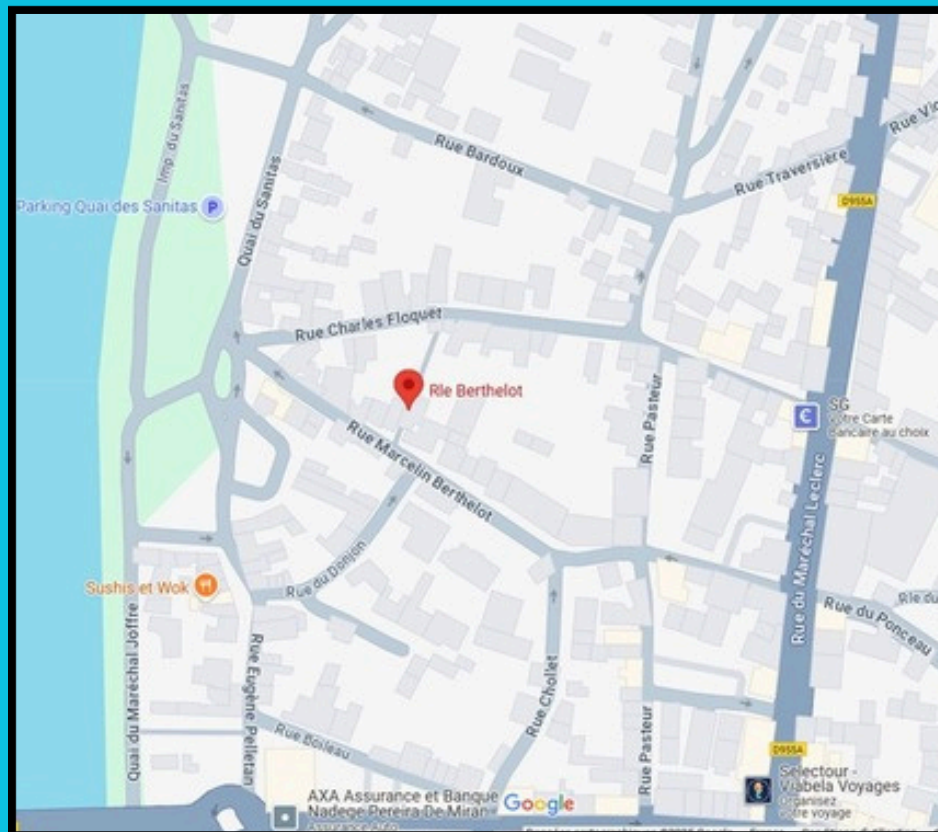 Imp. du Sanitas
Parking Quai des Sanitas
P
Quai du Sanitas
Rue Bardoux
Rue Traversière
D955A
Rue Charles Floquet
Rle Berthelot
Rue Marcelin Berthelot
Rue Pasteur
€
SG
Votre Carte
Bancaire au choix
Rue du Maréchal Leclerc
Rue du Donjon
Sushis et Wok
Quai du Maréchal Joffre
Rue Eugène Pelletan
Rue Chollet
Rue du Ponceau
Rle du
Rue Boileau
Rue Pasteur
D955A
Selectour -
Viabela Voyages
Organisez
votre voyage
AXA Assurance et Banque
Nadege Pereira De Miran
Assurance Auto
Google